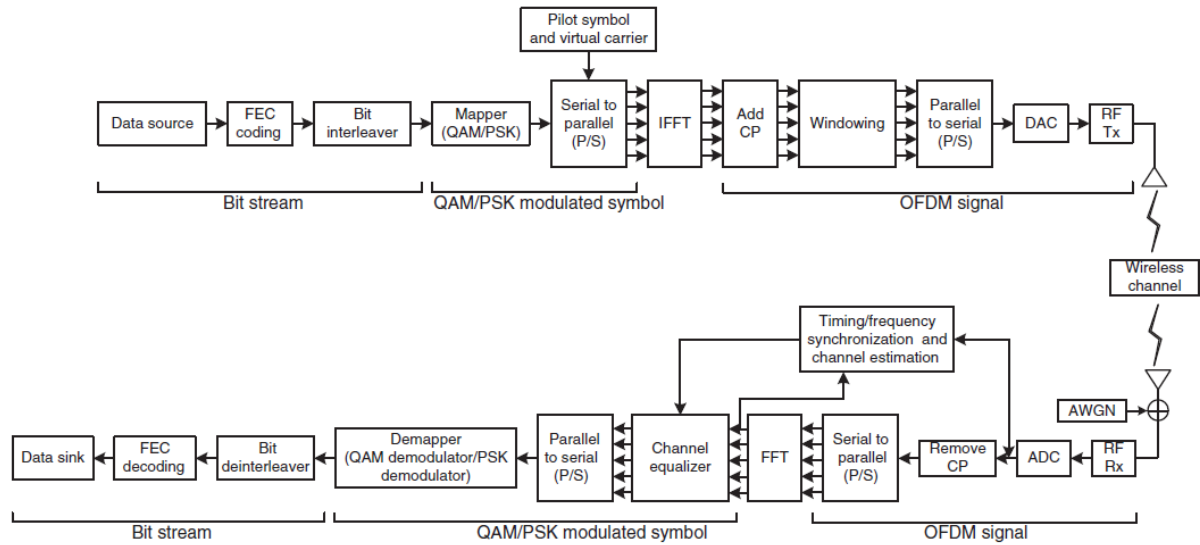 Pilot symbol
and virtual carrier
Data source
FEC
coding
Bit
interleaver
Mapper
(QAM/PSK)
Serial to
parallel
(P/S)
IFFT
Add
CP
Windowing
Parallel
to serial
(P/S)
DAC
RF
Tx
Bit stream
QAM/PSK modulated symbol
OFDM signal
Wireless
channel
Timing/frequency
synchronization and
channel estimation
AWGN
Data sink
FEC
decoding
Bit
deinterleaver
Demapper
(QAM demodulator/PSK
demodulator)
Parallel
to serial
(P/S)
Channel
equalizer
FFT
Serial to
parallel
(P/S)
Remove
CP
ADC
RF
Rx
Bit stream
QAM/PSK modulated symbol
OFDM signal